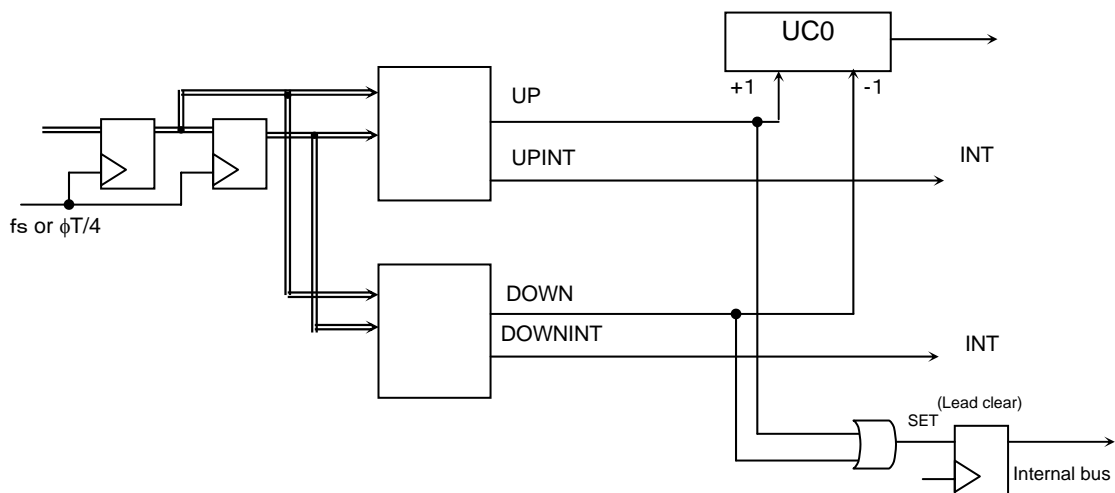 UC0
+1
-1
UP
UPINT
INT
fs or ϕT/4
DOWN
DOWNINT
INT
(Lead clear)
SET
Internal bus